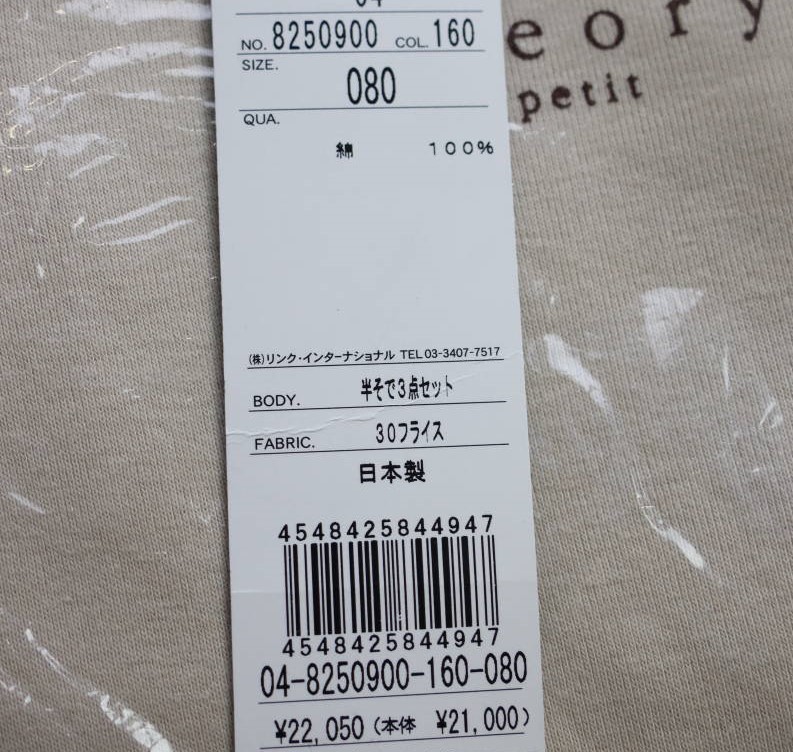 04
NO. 8250900 COL. 160
SIZE.
080
QUA.
綿 100%
(株)リンク・インターナショナル TEL 03-3407-7517
BODY. 半そで3点セット
FABRIC. 30フライス
日本製
4548425844947
4548425844947
04-8250900-160-080
¥22,050(本体 ¥21,000)
eory
petit